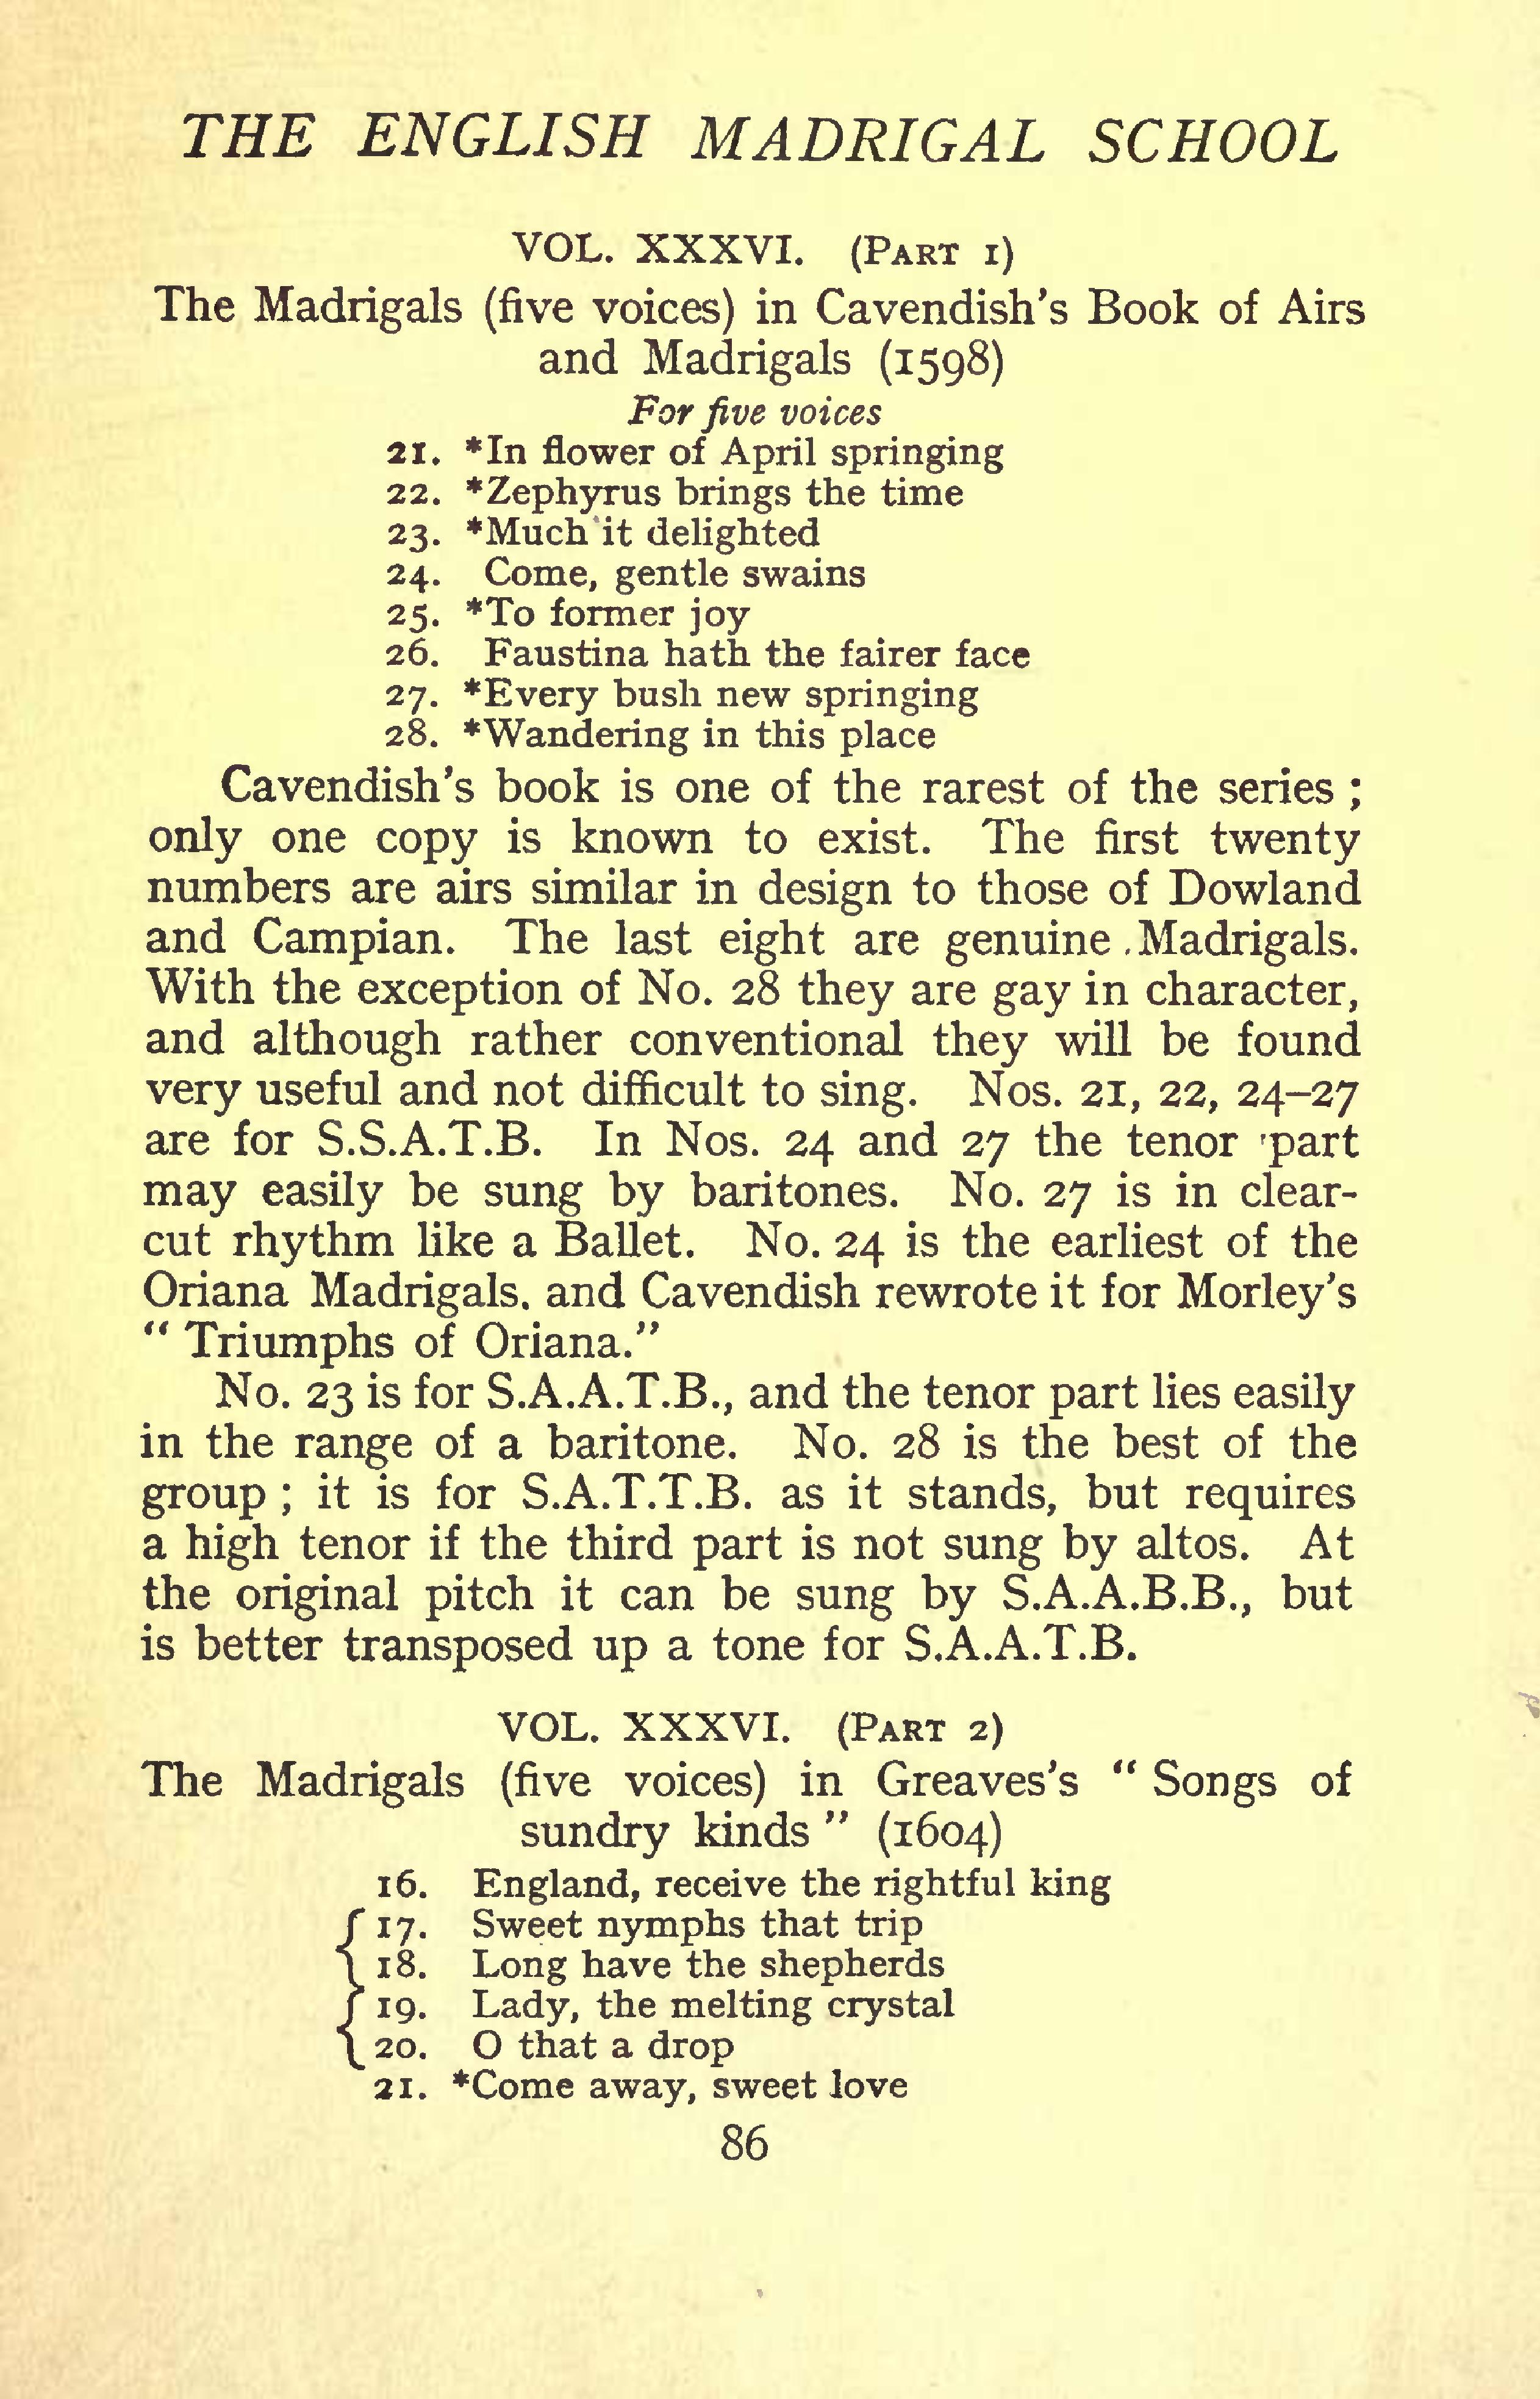 THE ENGLISH MADRIGAL SCHOOL
VOL. XXXVI. (PART 1)
The Madrigals (five voices) in Cavendish's Book of Airs
and Madrigals (1598)
For five voices
21. *In flower of April springing
22. *Zephyrus brings the time
23. *Much it delighted
24. Come, gentle swains
25. *To former joy
26. Faustina hath the fairer face
27. *Every bush new springing
28. *Wandering in this place
Cavendish's book is one of the rarest of the series ;
only one copy is known to exist. The first twenty
numbers are airs similar in design to those of Dowland
and Campian. The last eight are genuine Madrigals.
With the exception of No. 28 they are gay in character,
and although rather conventional they will be found
very useful and not difficult to sing. Nos. 21, 22, 24–27
are for S.S.A.T.B. In Nos. 24 and 27 the tenor part
may easily be sung by baritones. No. 27 is in clear-
cut rhythm like a Ballet. No. 24 is the earliest of the
Oriana Madrigals. and Cavendish rewrote it for Morley's
“ Triumphs of Oriana.”
No. 23 is for S.A.A.T.B., and the tenor part lies easily
in the range of a baritone. No. 28 is the best of the
group ; it is for S.A.T.T.B. as it stands, but requires
a high tenor if the third part is not sung by altos. At
the original pitch it can be sung by S.A.A.B.B., but
is better transposed up a tone for S.A.A.T.B.
VOL. XXXVI. (PART 2)
The Madrigals (five voices) in Greaves's “ Songs of
sundry kinds ” (1604)
16. England, receive the rightful king
{ 17. Sweet nymphs that trip
18. Long have the shepherds
{ 19. Lady, the melting crystal
20. O that a drop
21. *Come away, sweet love
86